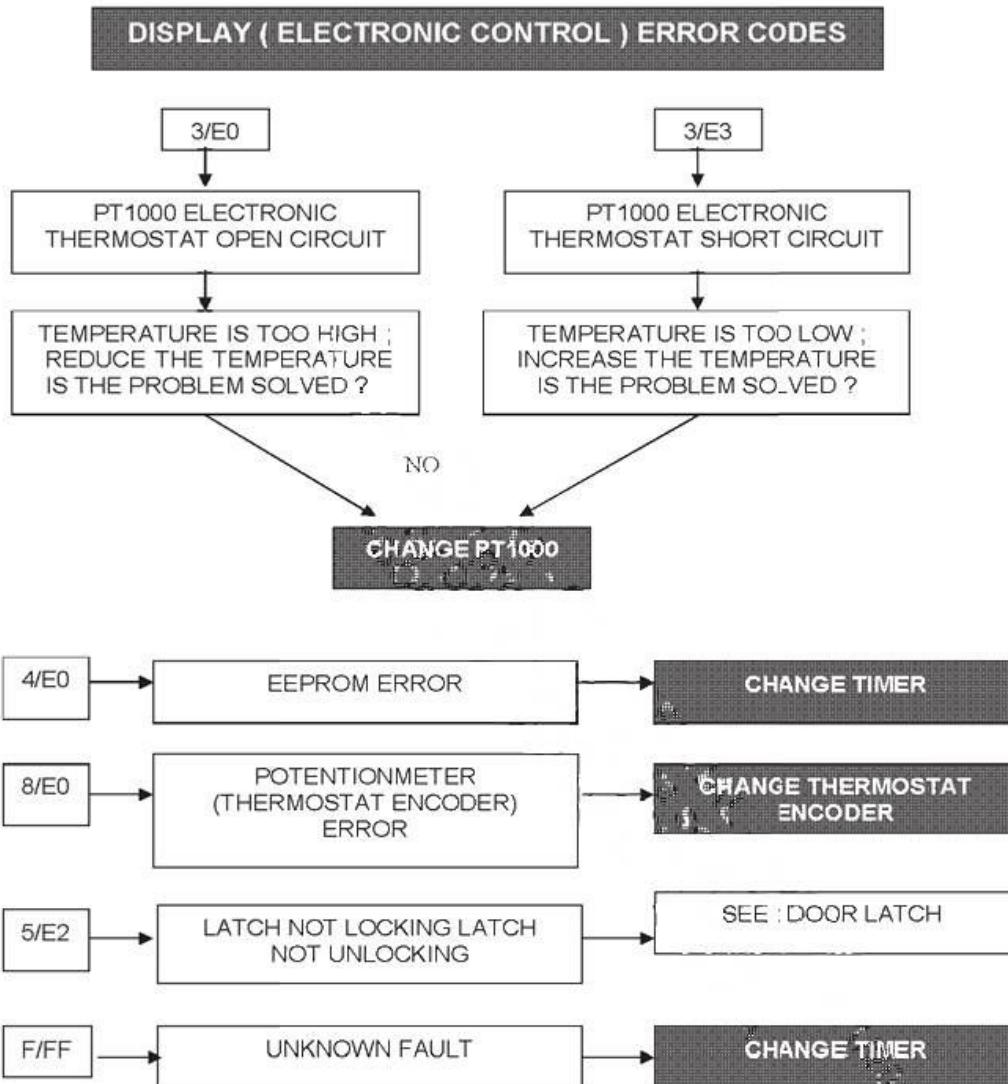 DISPLAY ( ELECTRONIC CONTROL ) ERROR CODES
3/E0
3/E3
PT1000 ELECTRONIC
THERMOSTAT OPEN CIRCUIT
PT1000 ELECTRONIC
THERMOSTAT SHORT CIRCUIT
TEMPERATURE IS TOO HIGH ;
REDUCE THE TEMPERATURE
IS THE PROBLEM SOLVED ?
TEMPERATURE IS TOO LOW ;
INCREASE THE TEMPERATURE
IS THE PROBLEM SOLVED ?
NO
CHANGE PT1000
4/E0
EEPROM ERROR
CHANGE TIMER
8/E0
POTENTIONMETER
(THERMOSTAT ENCODER)
ERROR
CHANGE THERMOSTAT
ENCODER
5/E2
LATCH NOT LOCKING LATCH
NOT UNLOCKING
SEE : DOOR LATCH
F/FF
UNKNOWN FAULT
CHANGE TIMER